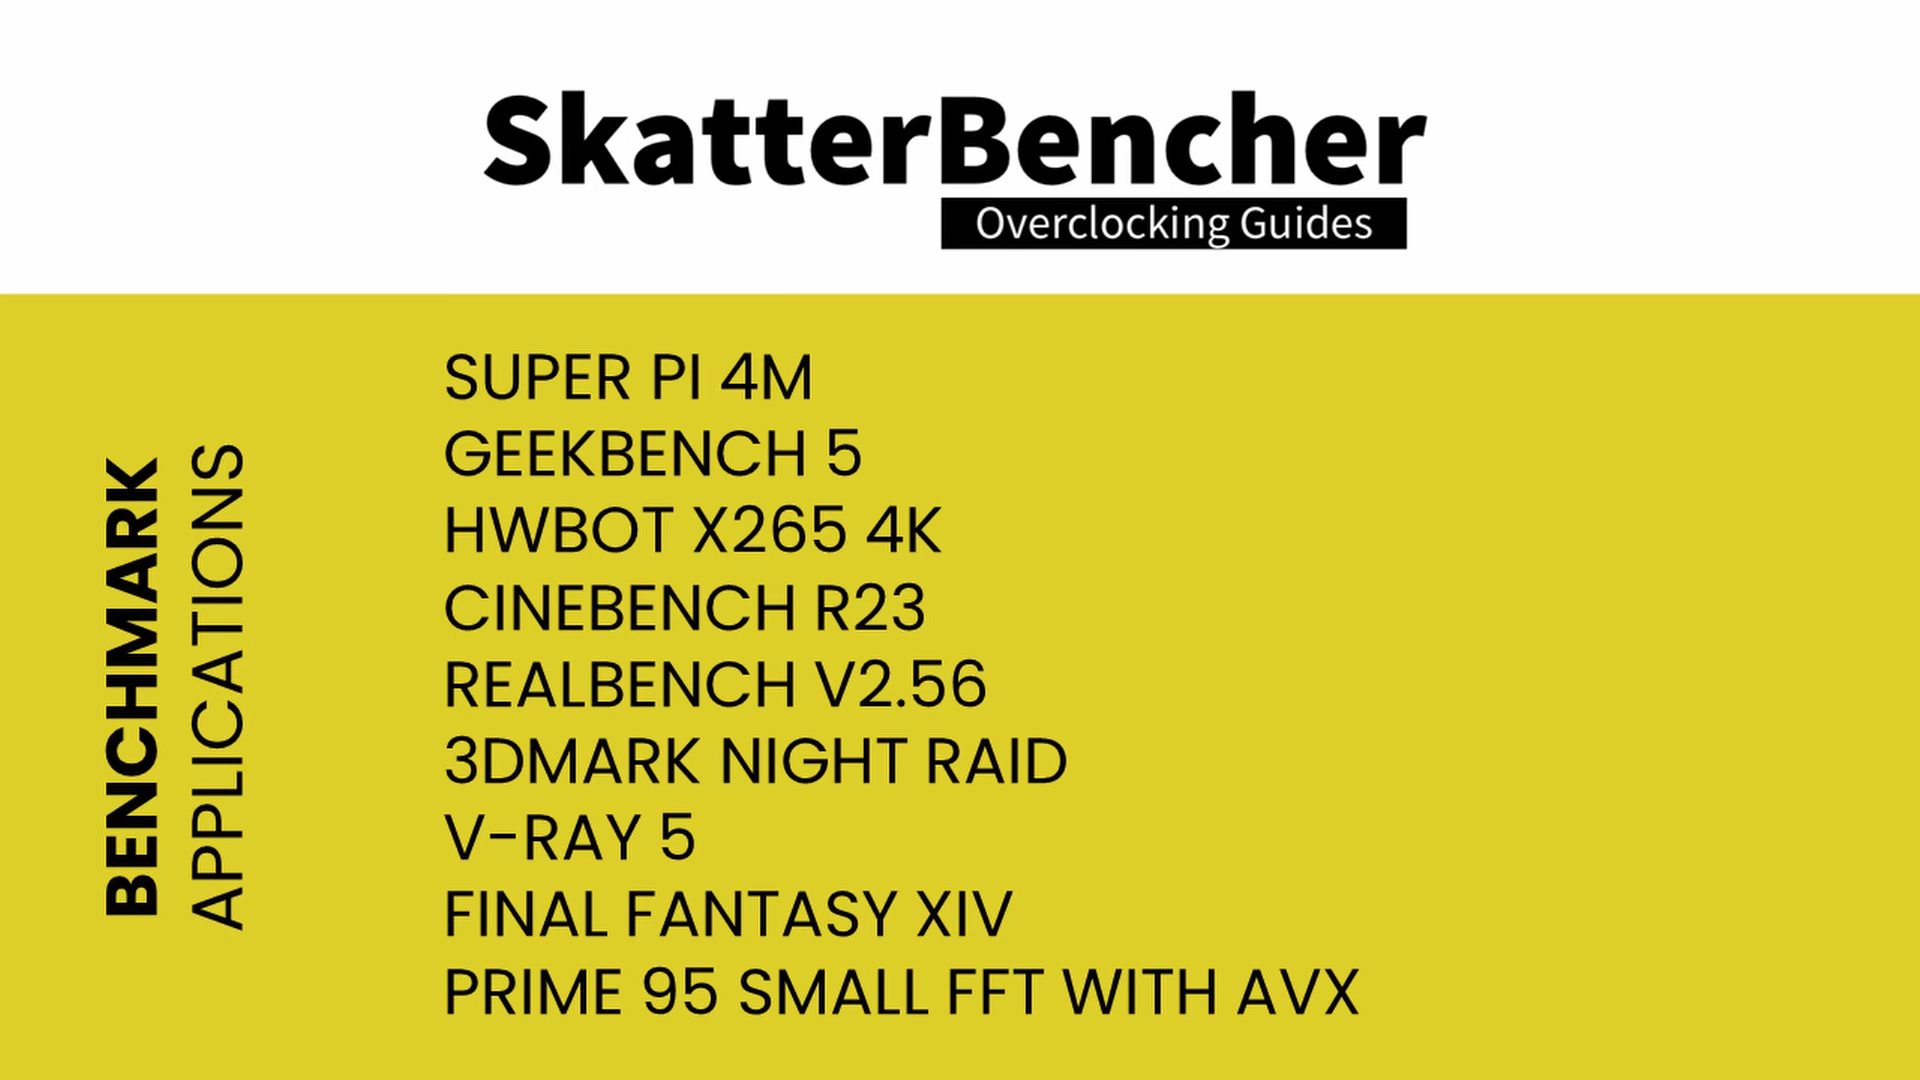 SkatterBencher
Overclocking Guides
BENCHMARK
APPLICATIONS
SUPER PI 4M
GEEKBENCH 5
HWBOT X265 4K
CINEBENCH R23
REALBENCH V2.56
3DMARK NIGHT RAID
V-RAY 5
FINAL FANTASY XIV
PRIME 95 SMALL FFT WITH AVX